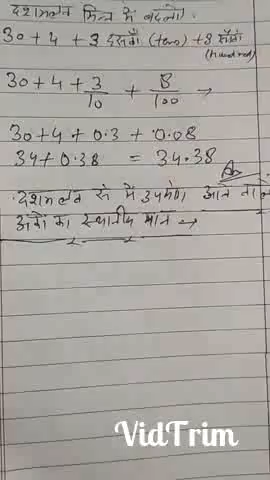 दशमलव भिन्न में बदलो।
30 + 4 + 3 दसवाँ (tens) + 8 सौवां
(Hundred)
30 + 4 + 3/10 + 8/100 →
30 + 4 + 0.3 + 0.08
34 + 0.38 = 34.38
दशमलव सं में उपयोग आने वाले
अंकों का स्थानीय मान →
VidTrim